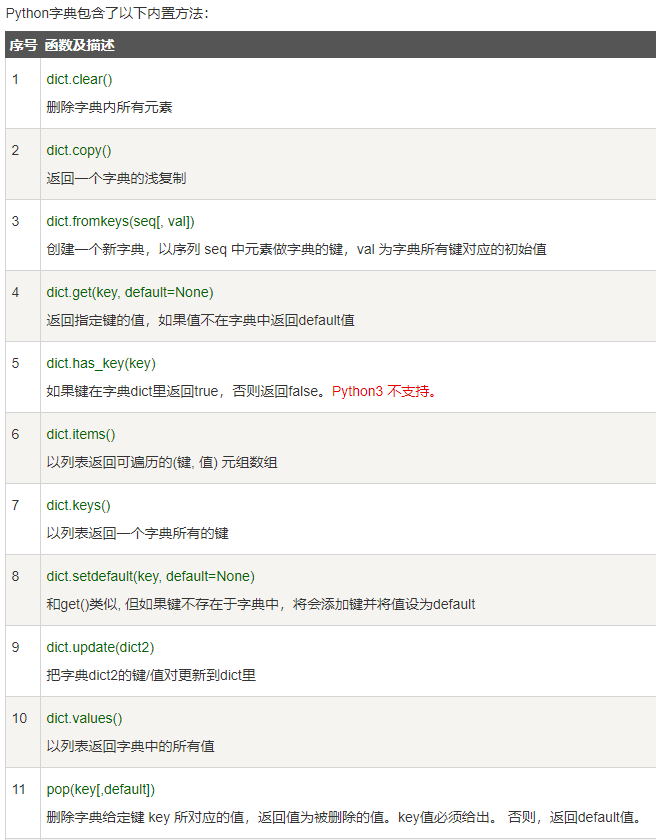 Python字典包含了以下内置方法：
序号 函数及描述
1 dict.clear()
删除字典内所有元素
2 dict.copy()
返回一个字典的浅复制
3 dict.fromkeys(seq[, val])
创建一个新字典，以序列 seq 中元素做字典的键，val 为字典所有键对应的初始值
4 dict.get(key, default=None)
返回指定键的值，如果值不在字典中返回default值
5 dict.has_key(key)
如果键在字典dict里返回true，否则返回false。Python3 不支持。
6 dict.items()
以列表返回可遍历的(键, 值) 元组数组
7 dict.keys()
以列表返回一个字典所有的键
8 dict.setdefault(key, default=None)
和get()类似, 但如果键不存在于字典中，将会添加键并将值设为default
9 dict.update(dict2)
把字典dict2的键/值对更新到dict里
10 dict.values()
以列表返回字典中的所有值
11 pop(key[,default])
删除字典给定键 key 所对应的值，返回值为被删除的值。key值必须给出。 否则，返回default值。